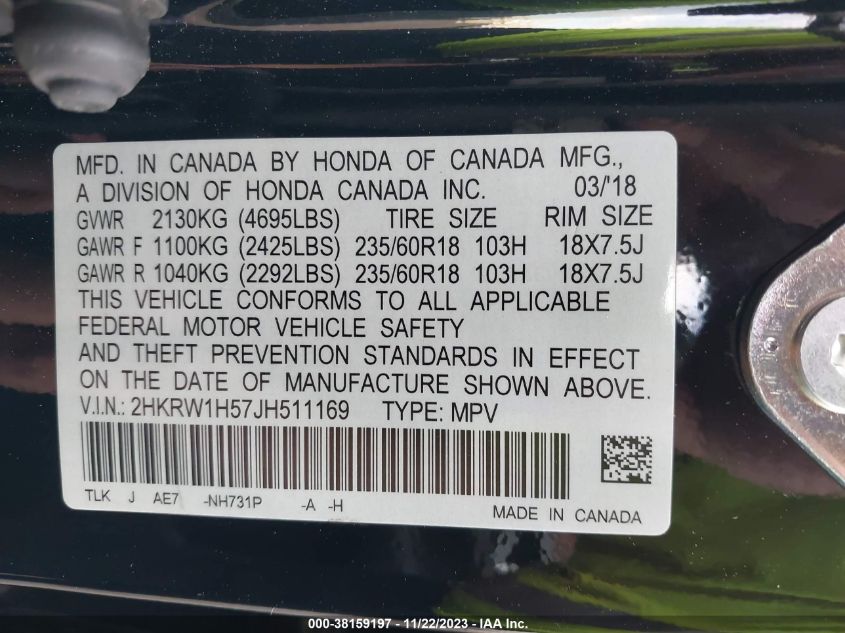 MFD. IN CANADA BY HONDA OF CANADA MFG.,
A DIVISION OF HONDA CANADA INC. 03/'18
GVWR 2130KG (4695LBS) TIRE SIZE RIM SIZE
GAWR F 1100KG (2425LBS) 235/60R18 103H 18X7.5J
GAWR R 1040KG (2292LBS) 235/60R18 103H 18X7.5J
THIS VEHICLE CONFORMS TO ALL APPLICABLE
FEDERAL MOTOR VEHICLE SAFETY
AND THEFT PREVENTION STANDARDS IN EFFECT
ON THE DATE OF MANUFACTURE SHOWN ABOVE.
V.I.N.: 2HKRW1H57JH511169 TYPE: MPV
TLK J AE7 -NH731P -A -H
MADE IN CANADA
000-38159197 - 11/22/2023 - IAA Inc.